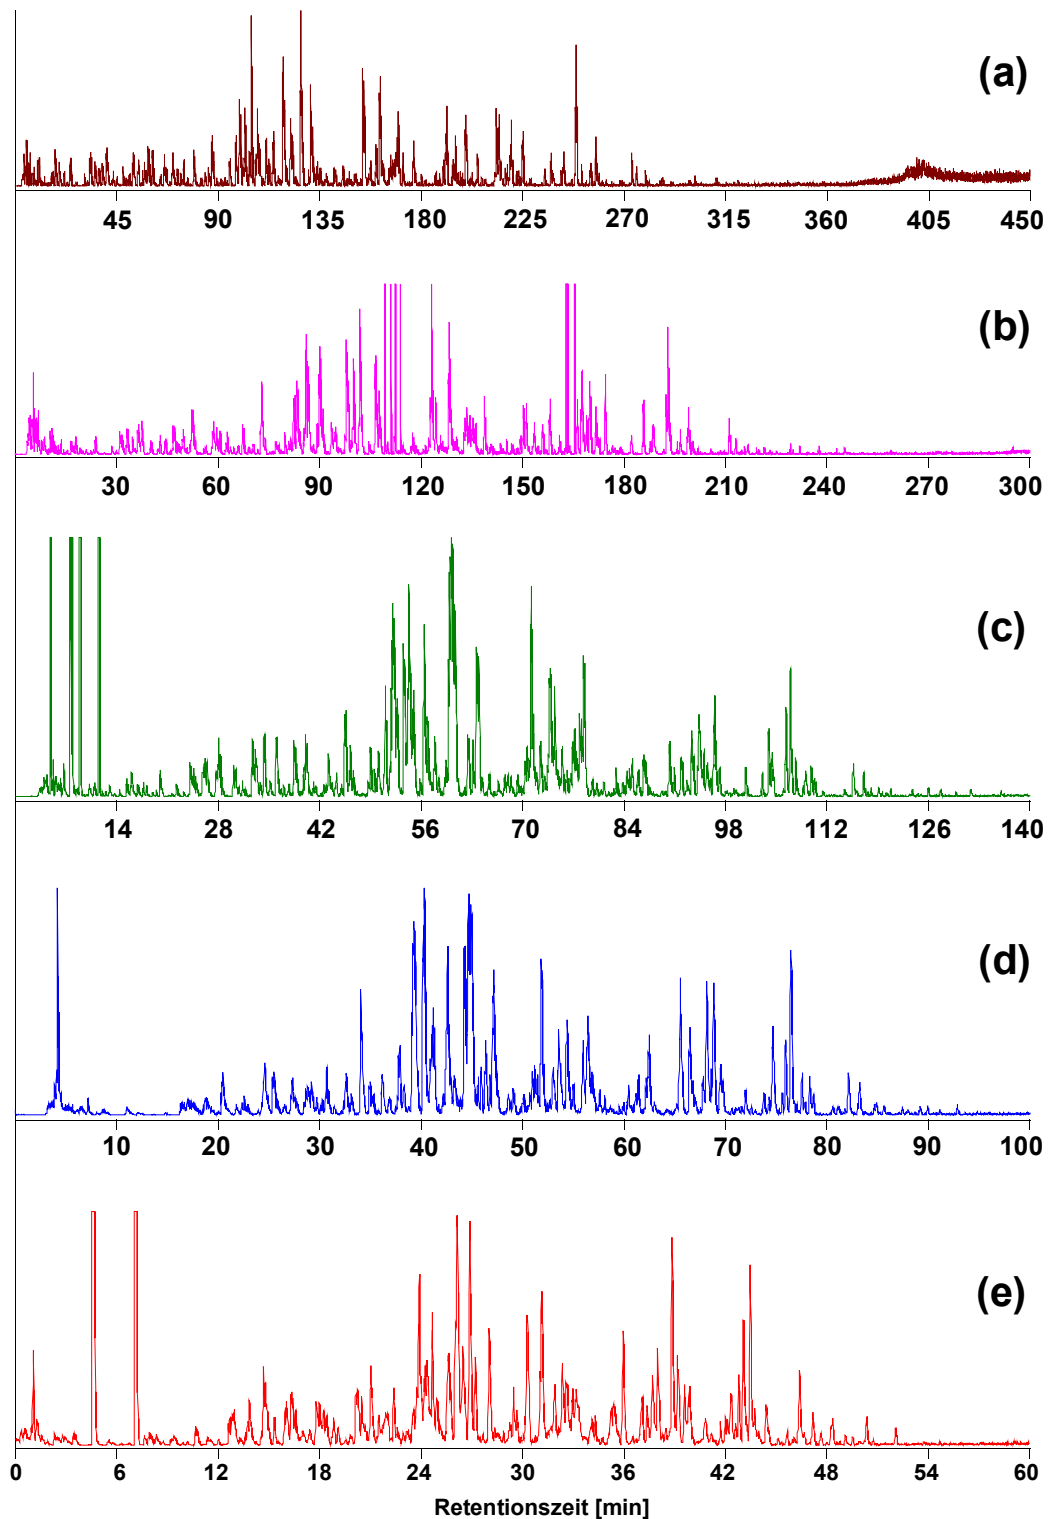 (a)
45 90 135 180 225 270 315 360 405 450
(b)
30 60 90 120 150 180 210 240 270 300
(c)
14 28 42 56 70 84 98 112 126 140
(d)
10 20 30 40 50 60 70 80 90 100
(e)
0 6 12 18 24 30 36 42 48 54 60
Retentionszeit [min]